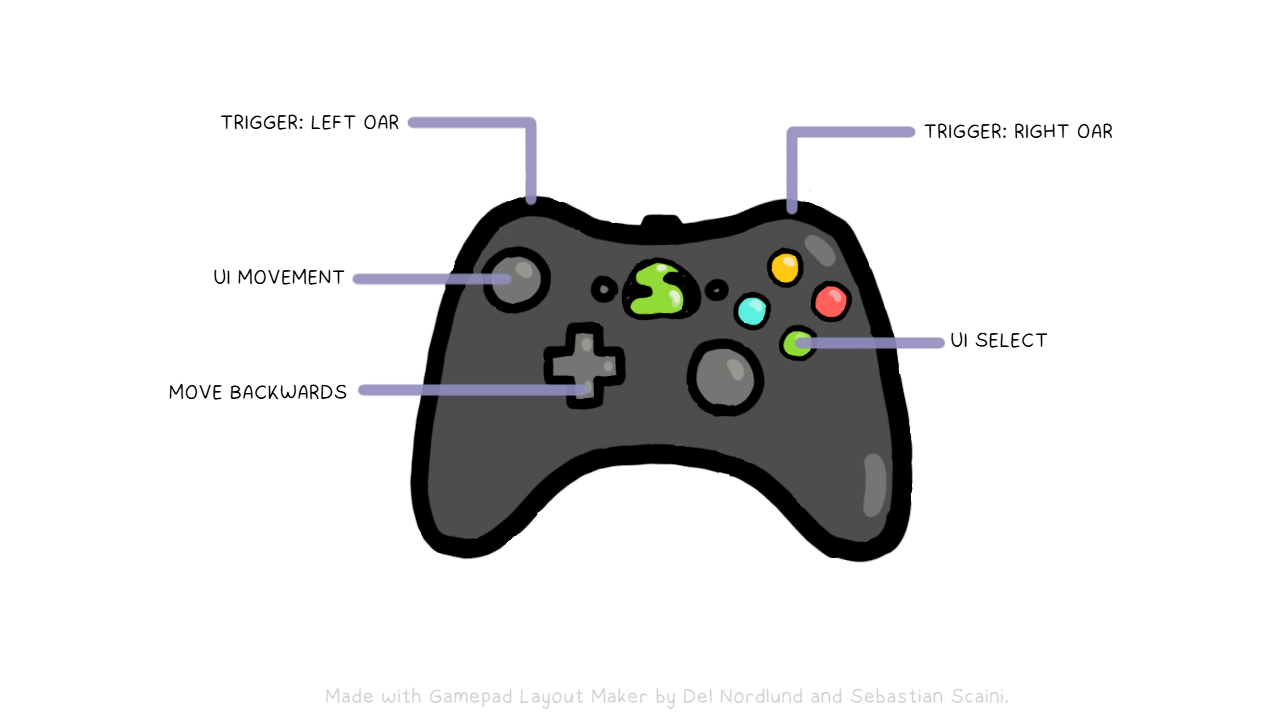 TRIGGER: LEFT OAR
TRIGGER: RIGHT OAR
UI MOVEMENT
UI SELECT
MOVE BACKWARDS
Made with Gamepad Layout Maker by Del Nordlund and Sebastian Scaini.